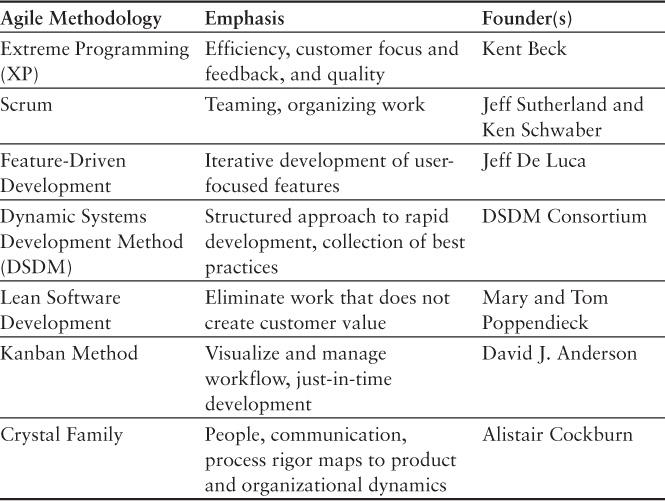 Agile Methodology Emphasis Founder(s)
Extreme Programming Efficiency, customer focus and Kent Beck
(XP) feedback, and quality
Scrum Teaming, organizing work Jeff Sutherland and
Ken Schwaber
Feature-Driven Iterative development of user- Jeff De Luca
Development focused features
Dynamic Systems Structured approach to rapid DSDM Consortium
Development Method development, collection of best
(DSDM) practices
Lean Software Eliminate work that does not Mary and Tom
Development create customer value Poppendieck
Kanban Method Visualize and manage David J. Anderson
workflow, just-in-time
development
Crystal Family People, communication, Alistair Cockburn
process rigor maps to product
and organizational dynamics